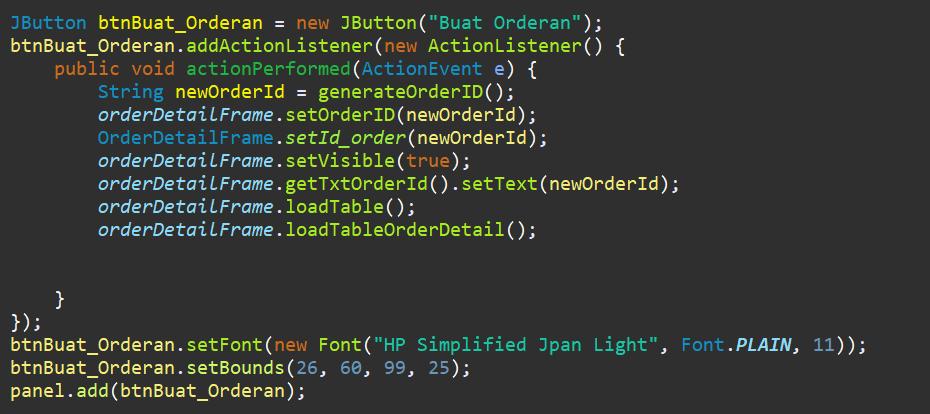 JButton btnBuat_Orderan = new JButton("Buat Orderan");
btnBuat_Orderan.addActionListener(new ActionListener() {
    public void actionPerformed(ActionEvent e) {
        String newOrderId = generateOrderID();
        orderDetailFrame.setOrderID(newOrderId);
        OrderDetailFrame.setId_order(newOrderId);
        orderDetailFrame.setVisible(true);
        orderDetailFrame.getTxtOrderId().setText(newOrderId);
        orderDetailFrame.loadTable();
        orderDetailFrame.loadTableOrderDetail();
    }
});
btnBuat_Orderan.setFont(new Font("HP Simplified Jpan Light", Font.PLAIN, 11));
btnBuat_Orderan.setBounds(26, 60, 99, 25);
panel.add(btnBuat_Orderan);